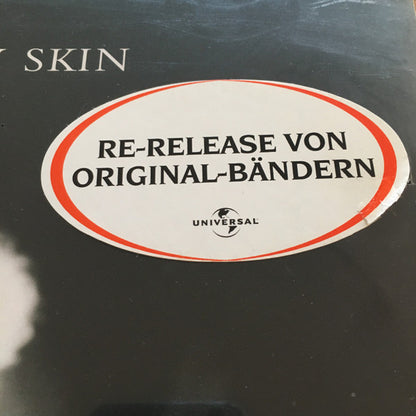 SKIN
RE-RELEASE VON
ORIGINAL-BÄNDERN
UNIVERSAL